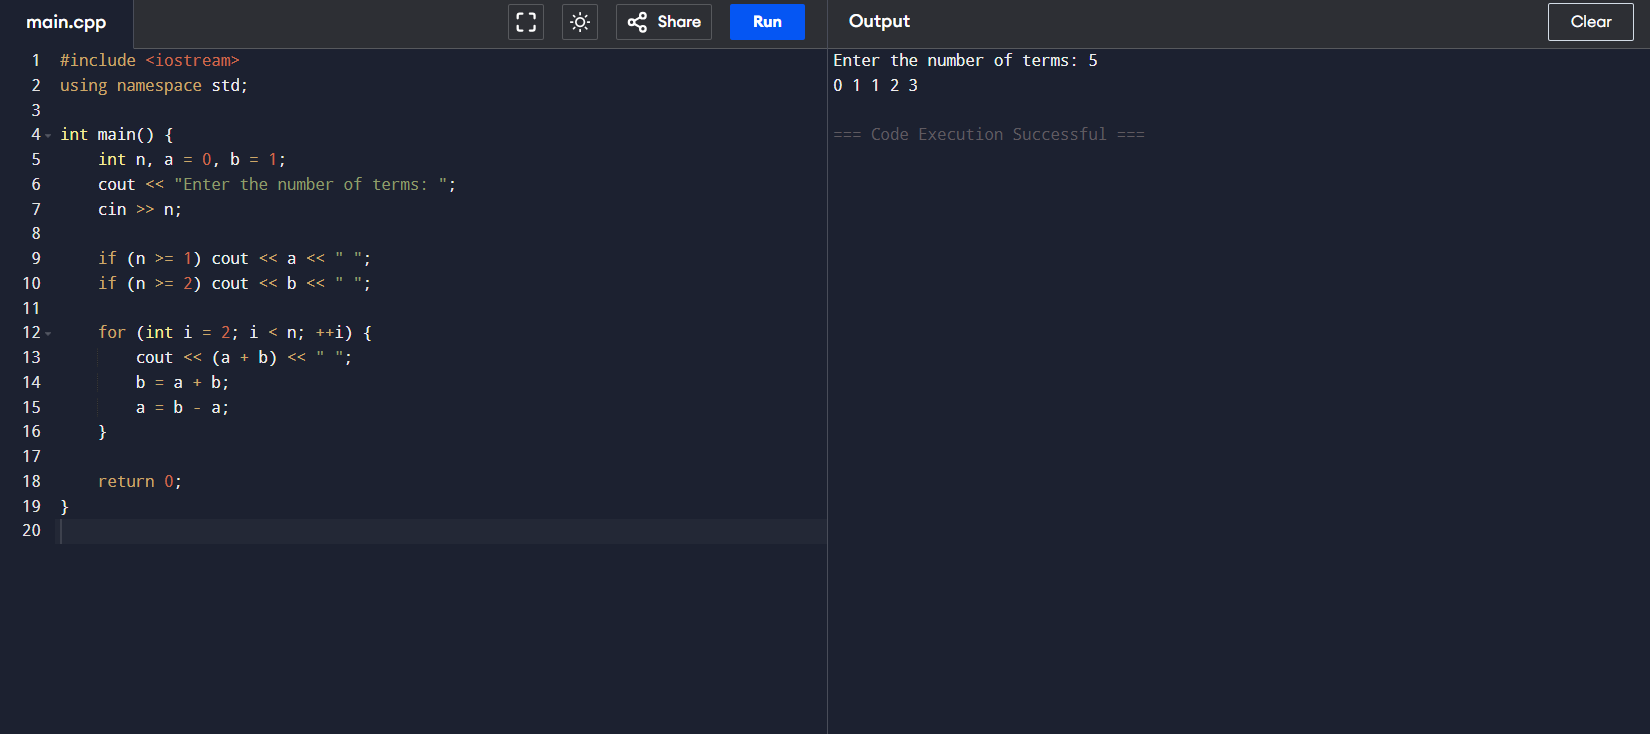 main.cpp
Share
Run
Output
Clear
1 #include <iostream>
2 using namespace std;
3
4 int main() {
5     int n, a = 0, b = 1;
6     cout << "Enter the number of terms: ";
7     cin >> n;
8
9     if (n >= 1) cout << a << " ";
10     if (n >= 2) cout << b << " ";
11
12     for (int i = 2; i < n; ++i) {
13         cout << (a + b) << " ";
14         b = a + b;
15         a = b - a;
16     }
17
18     return 0;
19 }
20
Enter the number of terms: 5
0 1 1 2 3
=== Code Execution Successful ===